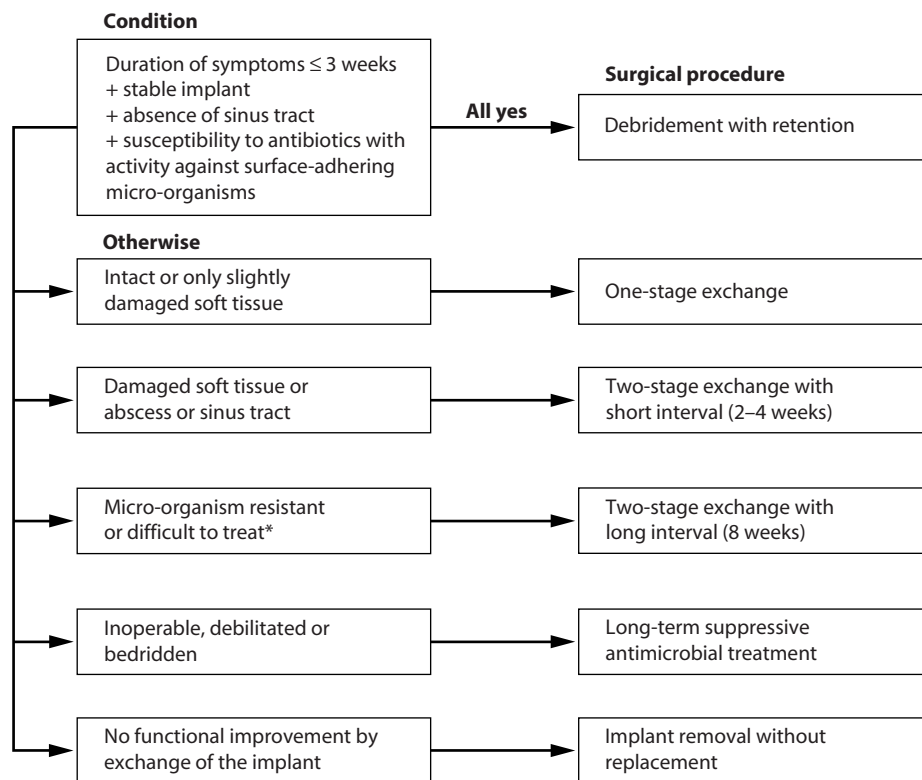 Condition
Duration of symptoms ≤ 3 weeks
+ stable implant
+ absence of sinus tract
+ susceptibility to antibiotics with
activity against surface-adhering
micro-organisms
All yes
Surgical procedure
Debridement with retention
Otherwise
Intact or only slightly
damaged soft tissue
One-stage exchange
Damaged soft tissue or
abscess or sinus tract
Two-stage exchange with
short interval (2–4 weeks)
Micro-organism resistant
or difficult to treat*
Two-stage exchange with
long interval (8 weeks)
Inoperable, debilitated or
bedridden
Long-term suppressive
antimicrobial treatment
No functional improvement by
exchange of the implant
Implant removal without
replacement